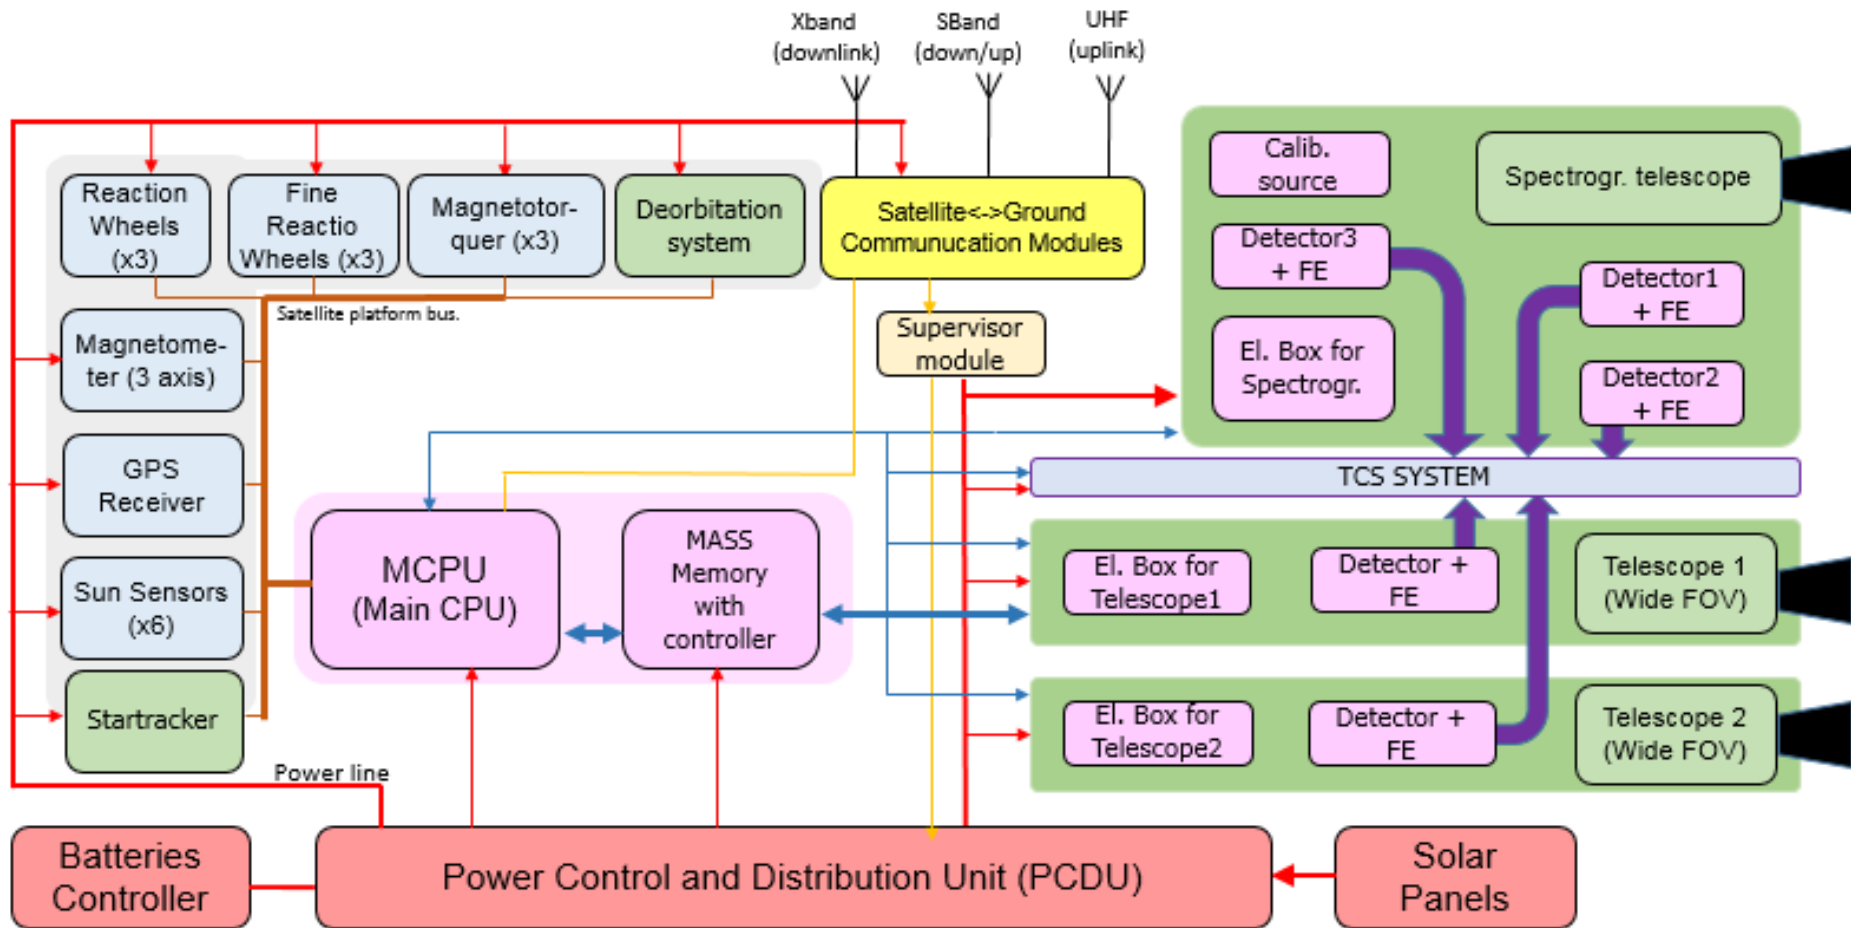 Xband
(downlink)
SBand
(down/up)
UHF
(uplink)
Reaction
Wheels
(x3)
Fine
Reactio
Wheels (x3)
Magnetotor-
quer (x3)
Deorbitation
system
Satellite<->Ground
Communucation Modules
Calib.
source
Spectrogr. telescope
Detector3
+ FE
Detector1
+ FE
Satellite platform bus.
Magnetome-
ter (3 axis)
Supervisor
module
El. Box for
Spectrogr.
Detector2
+ FE
GPS
Receiver
TCS SYSTEM
MCPU
(Main CPU)
MASS
Memory
with
controller
Sun Sensors
(x6)
El. Box for
Telescope1
Detector +
FE
Telescope 1
(Wide FOV)
Startracker
El. Box for
Telescope2
Detector +
FE
Telescope 2
(Wide FOV)
Power line
Batteries
Controller
Power Control and Distribution Unit (PCDU)
Solar
Panels